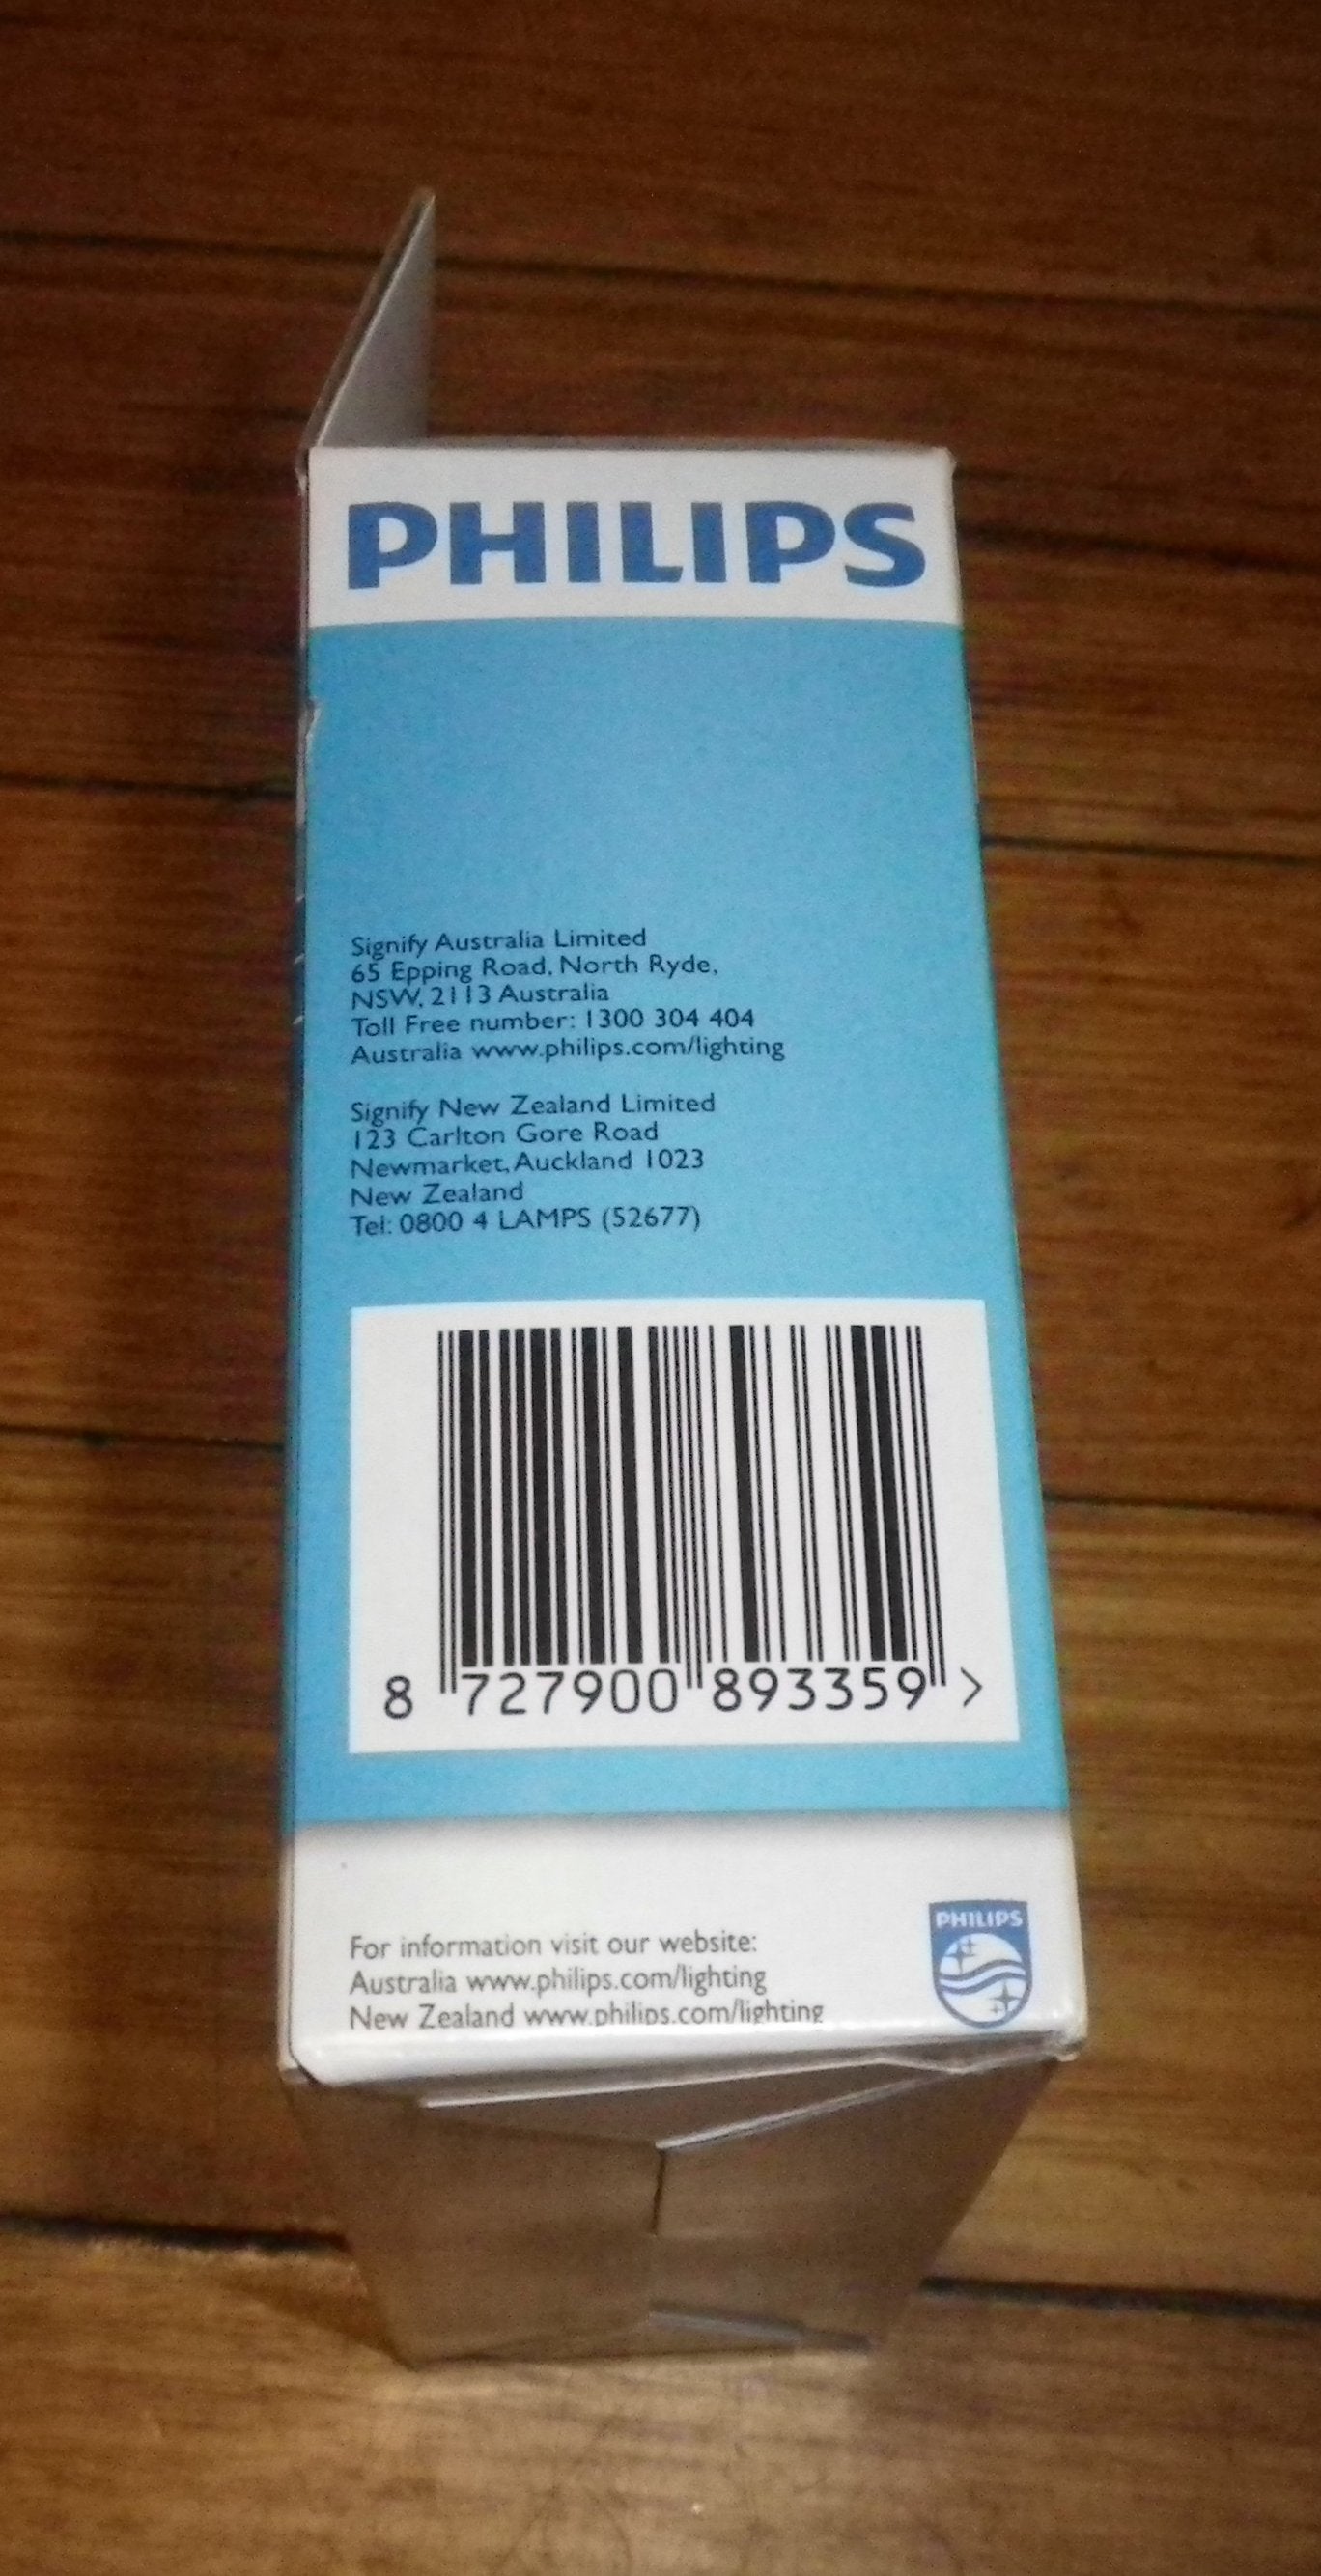 PHILIPS
Signify Australia Limited
65 Epping Road, North Ryde,
NSW, 2113 Australia
Toll Free number: 1300 304 404
Australia www.philips.com/lighting
Signify New Zealand Limited
123 Carlton Gore Road
Newmarket, Auckland 1023
New Zealand
Tel: 0800 4 LAMPS (52677)
8 727900 893359 >
For information visit our website:
Australia www.philips.com/lighting
New Zealand www.philips.com/lighting
PHILIPS